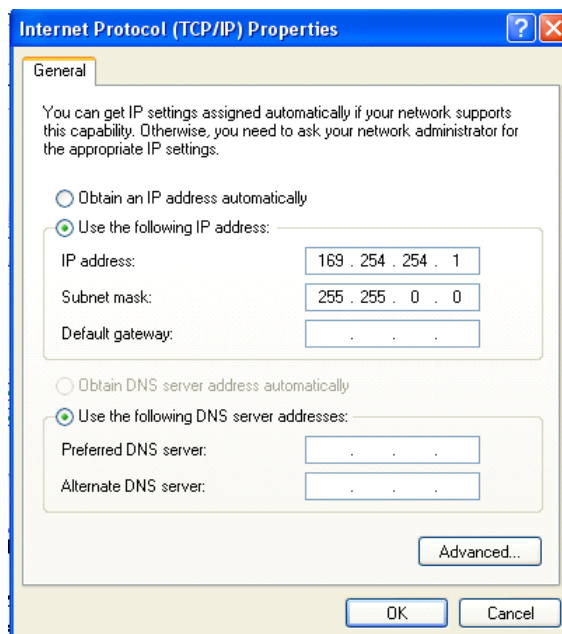 Internet Protocol (TCP/IP) Properties
General
You can get IP settings assigned automatically if your network supports
this capability. Otherwise, you need to ask your network administrator for
the appropriate IP settings.
Obtain an IP address automatically
Use the following IP address:
IP address: 169 . 254 . 254 . 1
Subnet mask: 255 . 255 . 0 . 0
Default gateway: . . .
Obtain DNS server address automatically
Use the following DNS server addresses:
Preferred DNS server: . . .
Alternate DNS server: . . .
Advanced...
OK Cancel